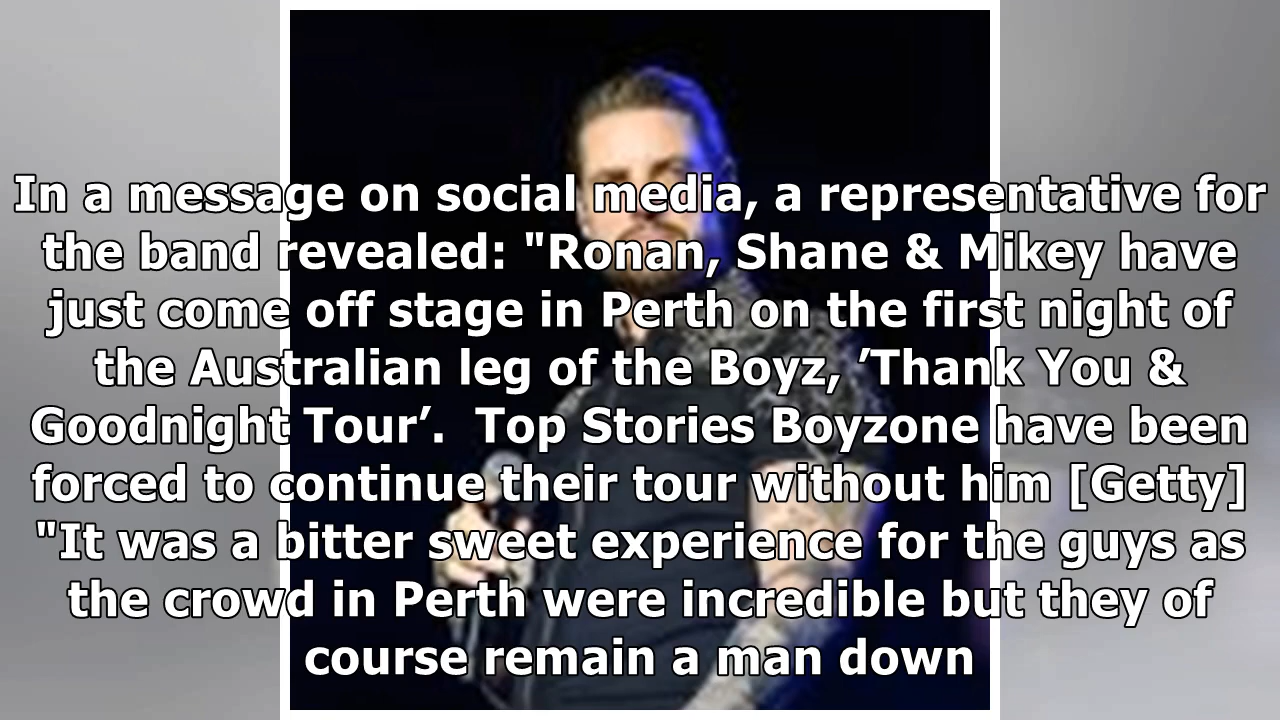 In a message on social media, a representative for
the band revealed: "Ronan, Shane & Mikey have
just come off stage in Perth on the first night of
the Australian leg of the Boyz, ’Thank You &
Goodnight Tour’.  Top Stories Boyzone have been
forced to continue their tour without him [Getty]
"It was a bitter sweet experience for the guys as
the crowd in Perth were incredible but they of
course remain a man down